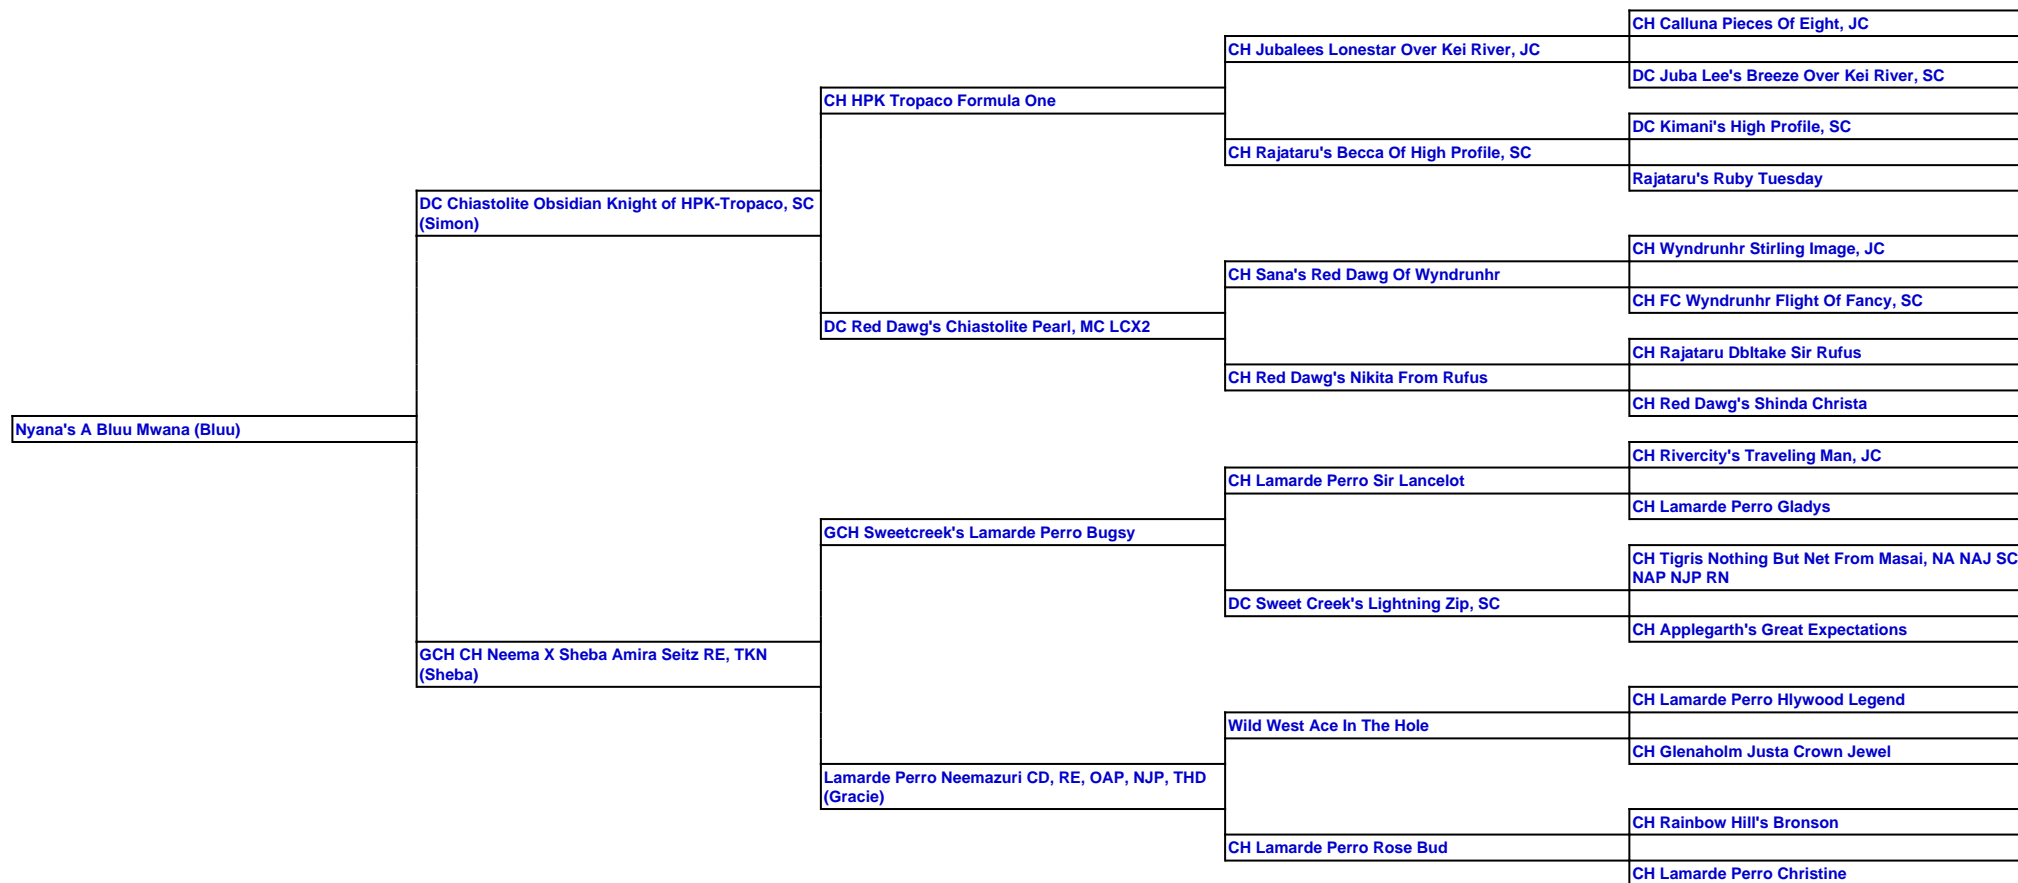 CH Calluna Pieces Of Eight, JC
CH Jubalees Lonestar Over Kei River, JC
DC Juba Lee's Breeze Over Kei River, SC
CH HPK Tropaco Formula One
DC Kimani's High Profile, SC
CH Rajataru's Becca Of High Profile, SC
Rajataru's Ruby Tuesday
DC Chiastolite Obsidian Knight of HPK-Tropaco, SC
(Simon)
CH Wyndrunhr Stirling Image, JC
CH Sana's Red Dawg Of Wyndrunhr
CH FC Wyndrunhr Flight Of Fancy, SC
DC Red Dawg's Chiastolite Pearl, MC LCX2
CH Rajataru Dbltake Sir Rufus
CH Red Dawg's Nikita From Rufus
CH Red Dawg's Shinda Christa
Nyana's A Bluu Mwana (Bluu)
CH Rivercity's Traveling Man, JC
CH Lamarde Perro Sir Lancelot
CH Lamarde Perro Gladys
GCH Sweetcreek's Lamarde Perro Bugsy
CH Tigris Nothing But Net From Masai, NA NAJ SC
NAP NJP RN
DC Sweet Creek's Lightning Zip, SC
CH Applegarth's Great Expectations
GCH CH Neema X Sheba Amira Seitz RE, TKN
(Sheba)
CH Lamarde Perro Hlywood Legend
Wild West Ace In The Hole
CH Glenaholm Justa Crown Jewel
Lamarde Perro Neemazuri CD, RE, OAP, NJP, THD
(Gracie)
CH Rainbow Hill's Bronson
CH Lamarde Perro Rose Bud
CH Lamarde Perro Christine